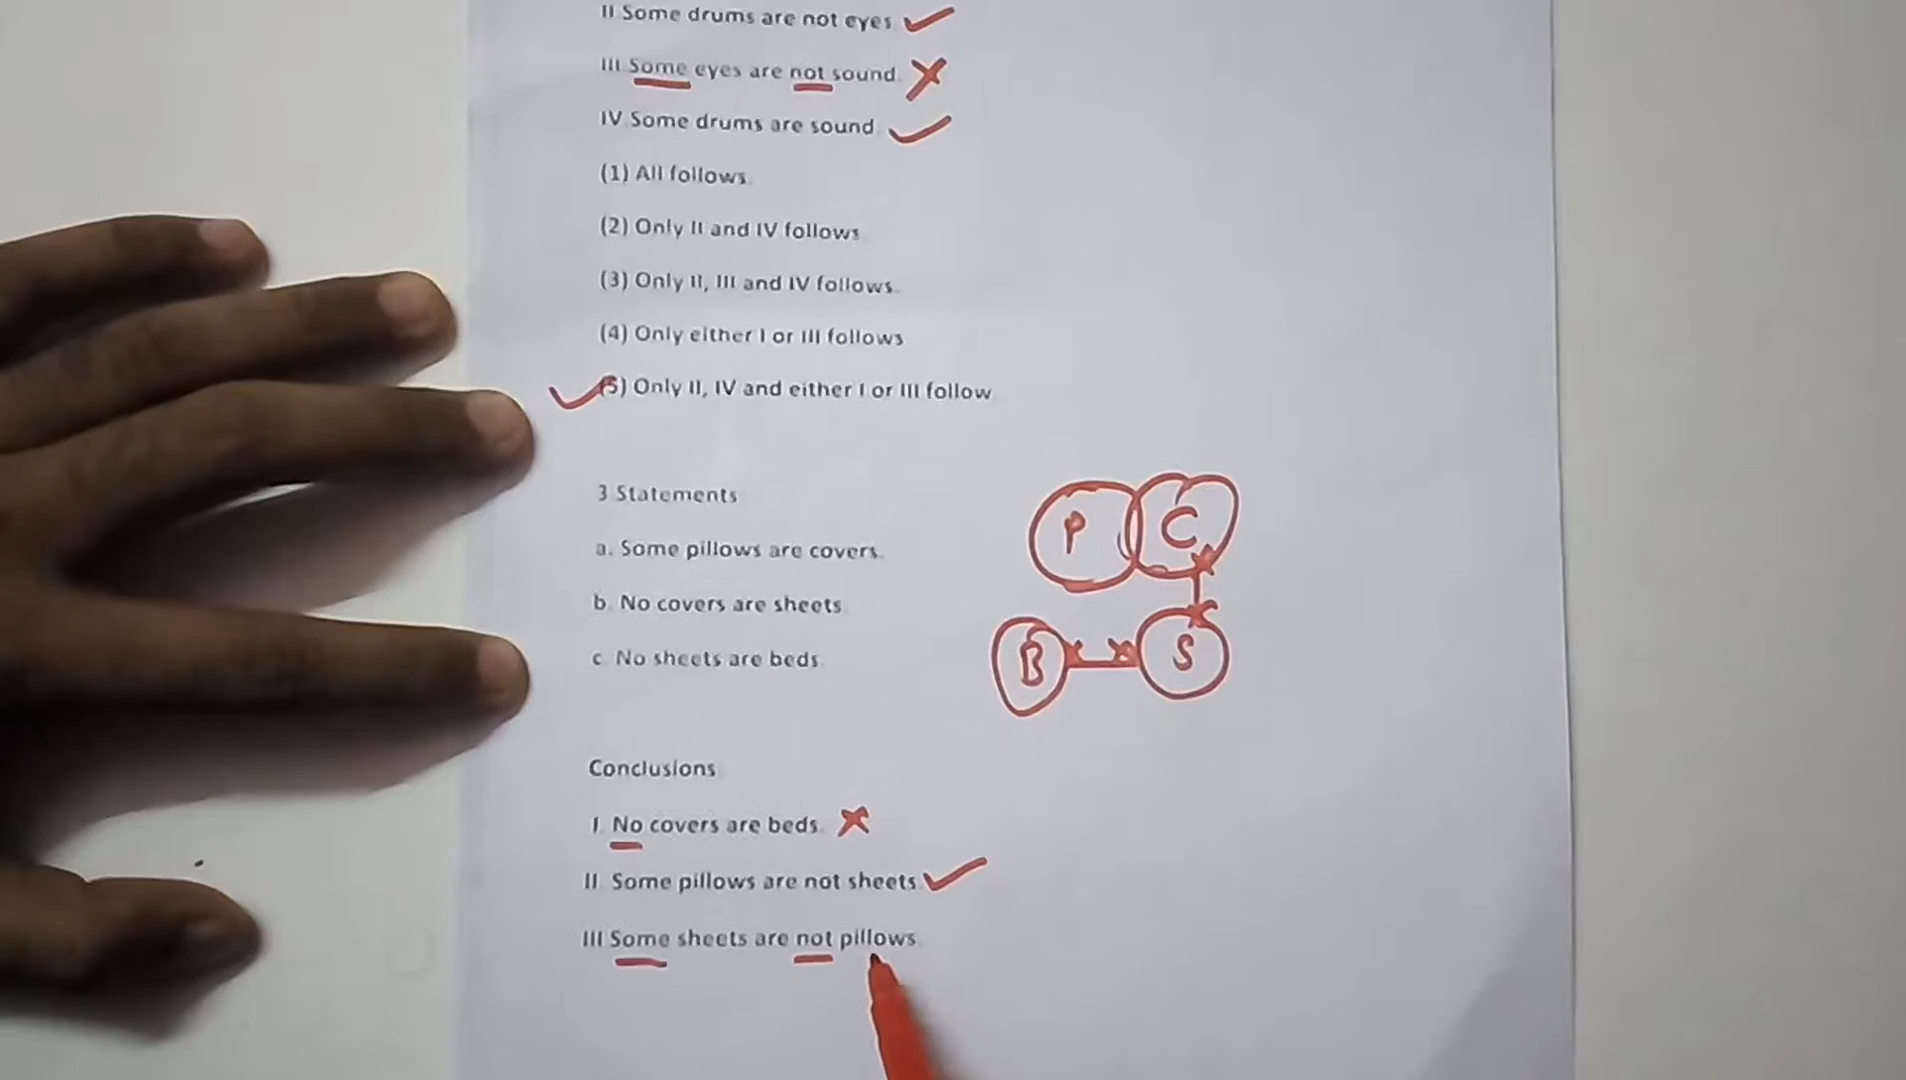 II Some drums are not eyes
III Some eyes are not sound.
IV Some drums are sound
(1) All follows.
(2) Only II and IV follows
(3) Only II, III and IV follows.
(4) Only either I or III follows
(5) Only II, IV and either I or III follow
3 Statements
P C
a. Some pillows are covers.
b. No covers are sheets
c. No sheets are beds.
B S
Conclusions
I. No covers are beds.
II. Some pillows are not sheets
III Some sheets are not pillows.